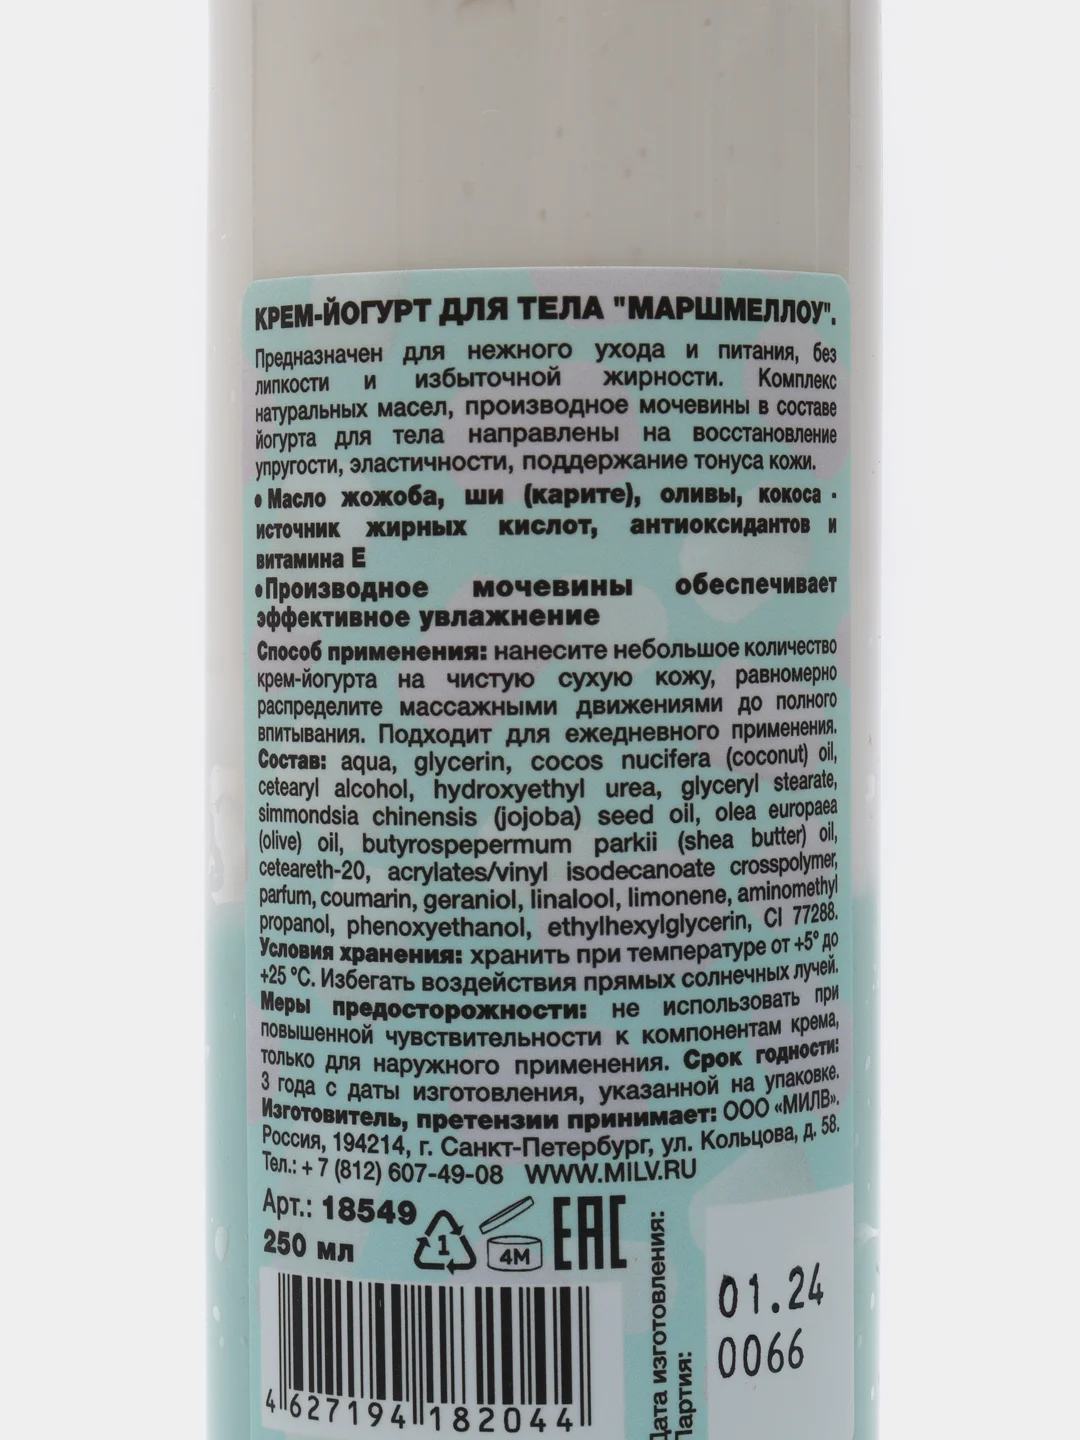 КРЕМ-ЙОГУРТ ДЛЯ ТЕЛА "МАРШМЕЛЛОУ".
Предназначен для нежного ухода и питания, без
липкости и избыточной жирности. Комплекс
натуральных масел, производное мочевины в составе
йогурта для тела направлены на восстановление
упругости, эластичности, поддержание тонуса кожи.
• Масло жожоба, ши (карите), оливы, кокоса -
источник жирных кислот, антиоксидантов и
витамина Е
•Производное мочевины обеспечивает
эффективное увлажнение
Способ применения: нанесите небольшое количество
крем-йогурта на чистую сухую кожу, равномерно
распределите массажными движениями до полного
впитывания. Подходит для ежедневного применения.
Состав: aqua, glycerin, cocos nucifera (coconut) oil,
cetearyl alcohol, hydroxyethyl urea, glyceryl stearate,
simmondsia chinensis (jojoba) seed oil, olea europaea
(olive) oil, butyrospepermum parkii (shea butter) oil,
ceteareth-20, acrylates/vinyl isodecanoate crosspolymer,
parfum, coumarin, geraniol, linalool, limonene, aminomethyl
propanol, phenoxyethanol, ethylhexylglycerin, CI 77288.
Условия хранения: хранить при температуре от +5° до
+25 °С. Избегать воздействия прямых солнечных лучей.
Меры предосторожности: не использовать при
повышенной чувствительности к компонентам крема,
только для наружного применения. Срок годности:
3 года с даты изготовления, указанной на упаковке.
Изготовитель, претензии принимает: ООО «МИЛВ».
Россия, 194214, г. Санкт-Петербург, ул. Кольцова, д. 58.
Тел.: + 7 (812) 607-49-08 WWW.MILV.RU
Арт.: 18549
250 мл
1
4M
EAC
Дата изготовления:
Партия:
01.24
0066
4 627194 182044